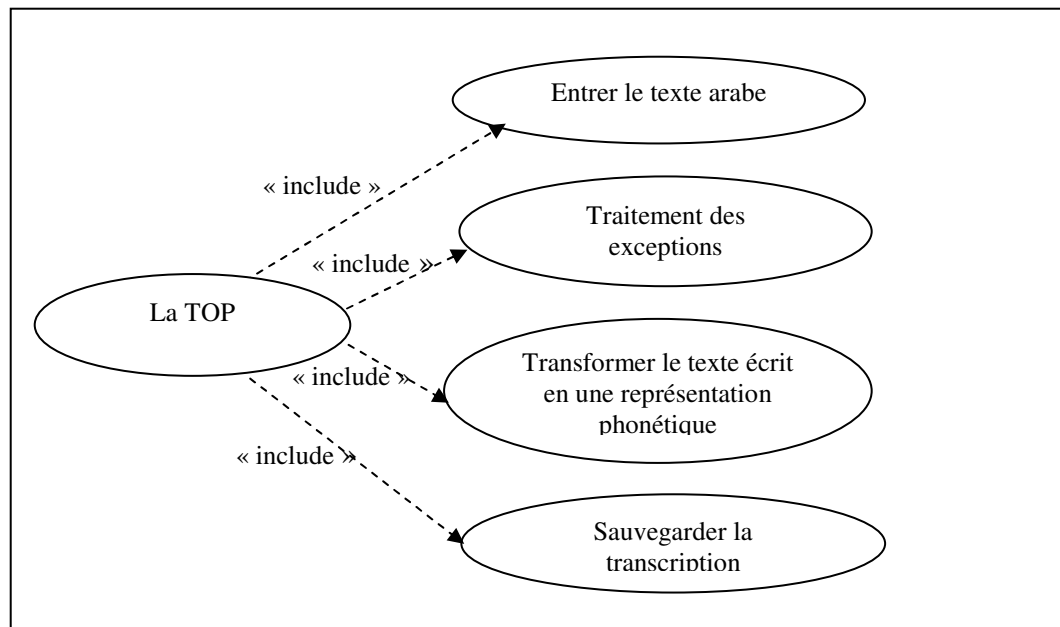 Entrer le texte arabe
« include »
Traitement des
exceptions
« include »
La TOP
Transformer le texte écrit
en une représentation
phonétique
« include »
« include »
Sauvegarder la
transcription